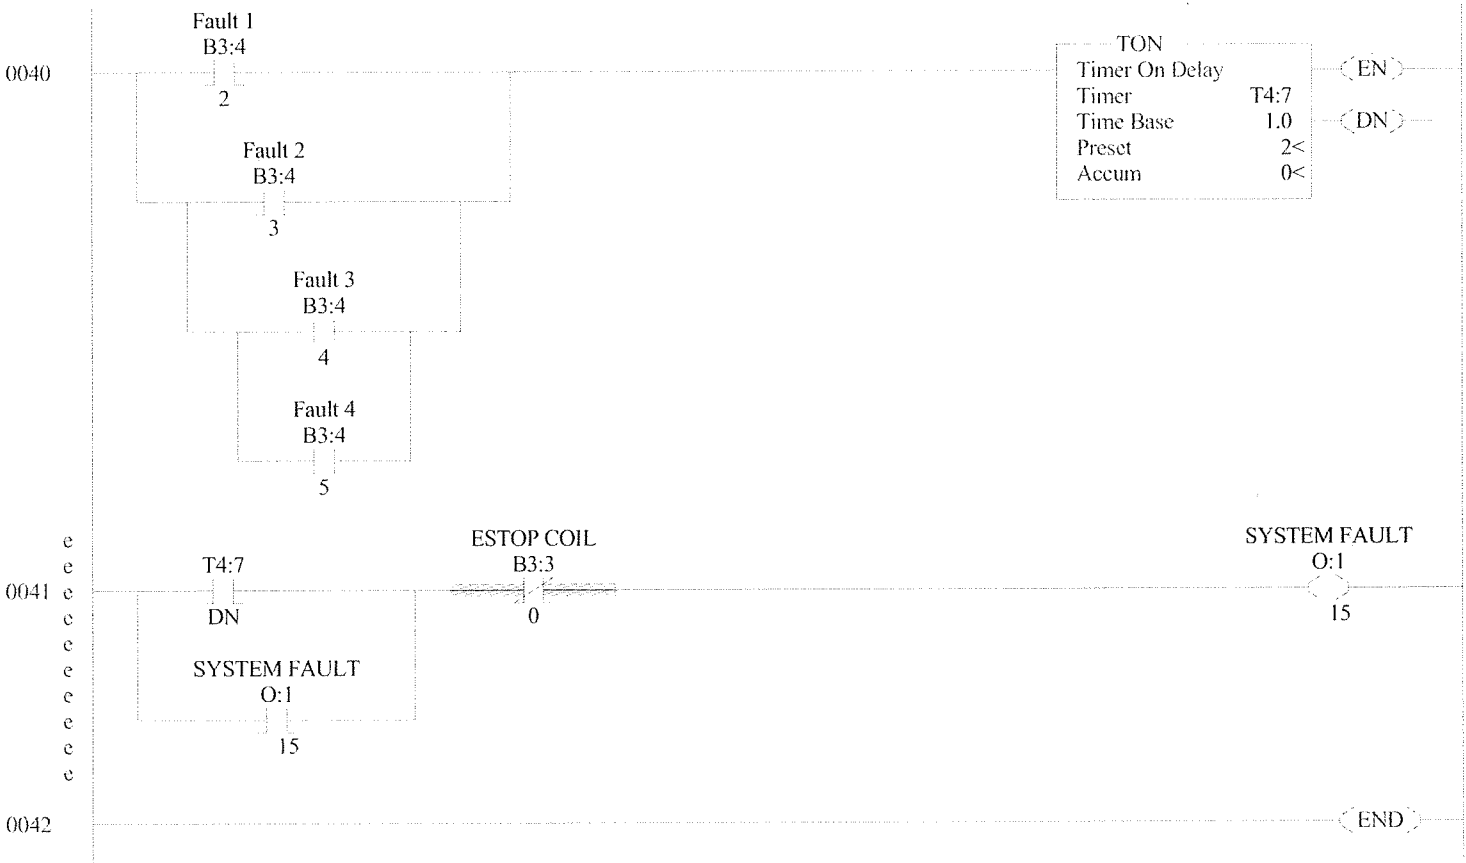 Fault 1
B3:4
0040
2
TON
Timer On Delay
Timer T4:7
Time Base 1.0
Preset 2<
Accum 0<
EN
DN
Fault 2
B3:4
3
Fault 3
B3:4
4
Fault 4
B3:4
5
e
e
0041 e
e
e
e
e
e
e
e
T4:7
DN
ESTOP COIL
B3:3
0
SYSTEM FAULT
O:1
15
SYSTEM FAULT
O:1
15
0042
END